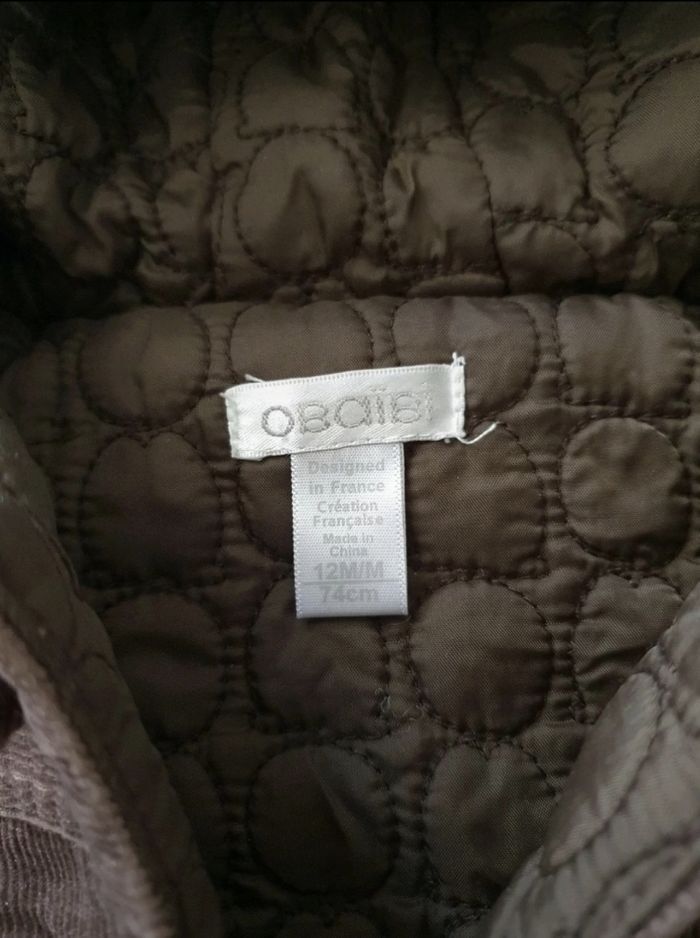 obaïbi
Designed
in France
Création
Française
Made in
China
12M/M
74cm